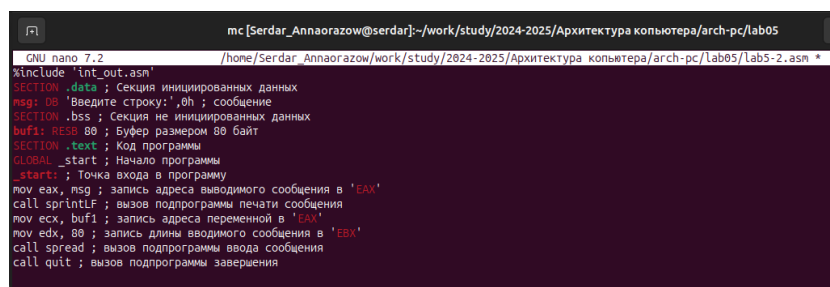 mc [Serdar_Annaorazow@serdar]:~/work/study/2024-2025/Архитектура копьютера/arch-pc/lab05
GNU nano 7.2 /home/Serdar_Annaorazow/work/study/2024-2025/Архитектура копьютера/arch-pc/lab05/lab5-2.asm *
%include 'int_out.asm'
SECTION .data ; Секция инициированных данных
msg: DB 'Введите строку:',0h ; сообщение
SECTION .bss ; Секция не инициированных данных
buf1: RESB 80 ; Буфер размером 80 байт
SECTION .text ; Код программы
GLOBAL _start ; Начало программы
_start: ; Точка входа в программу
mov eax, msg ; запись адреса выводимого сообщения в 'EAX'
call sprintLF ; вызов подпрограммы печати сообщения
mov ecx, buf1 ; запись адреса переменной в 'EAX'
mov edx, 80 ; запись длины вводимого сообщения в 'EBX'
call spread ; вызов подпрограммы ввода сообщения
call quit ; вызов подпрограммы завершения